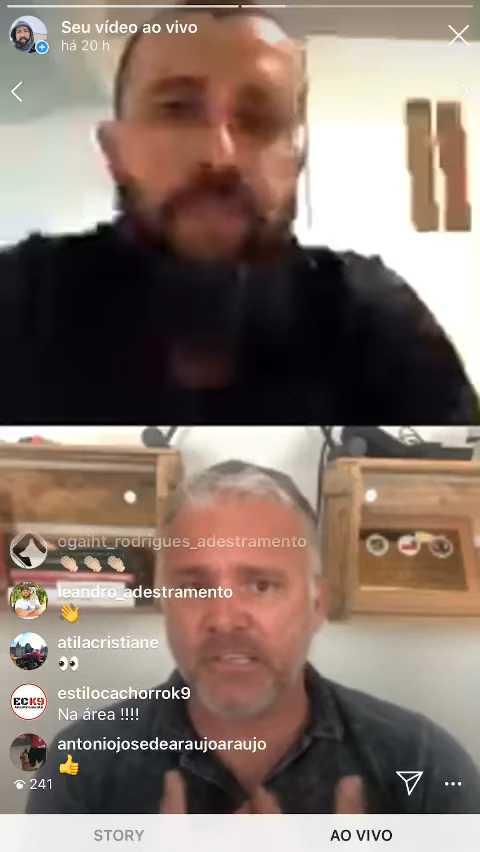 Seu vídeo ao vivo
há 20 h
ogaiht_rodrigues_adestramento
👏🏻👏🏻👏🏻
leandro_adestramento
👋
atilacristiane
👀
ECK9
estilocachorrok9
Na área !!!!
antoniojosedearaujoaraujo
👍
241
STORY
AO VIVO